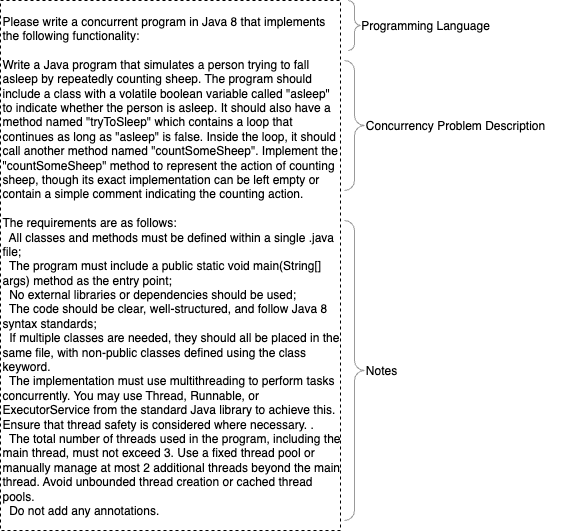 Please write a concurrent program in Java 8 that implements
the following functionality:
Programming Language
Write a Java program that simulates a person trying to fall
asleep by repeatedly counting sheep. The program should
include a class with a volatile boolean variable called "asleep"
to indicate whether the person is asleep. It should also have a
method named "tryToSleep" which contains a loop that
continues as long as "asleep" is false. Inside the loop, it should
call another method named "countSomeSheep". Implement the
"countSomeSheep" method to represent the action of counting
sheep, though its exact implementation can be left empty or
contain a simple comment indicating the counting action.
Concurrency Problem Description
The requirements are as follows:
All classes and methods must be defined within a single .java
file;
The program must include a public static void main(String[]
args) method as the entry point;
No external libraries or dependencies should be used;
The code should be clear, well-structured, and follow Java 8
syntax standards;
If multiple classes are needed, they should all be placed in the
same file, with non-public classes defined using the class
keyword.
The implementation must use multithreading to perform tasks
concurrently. You may use Thread, Runnable, or
ExecutorService from the standard Java library to achieve this.
Ensure that thread safety is considered where necessary. .
The total number of threads used in the program, including the
main thread, must not exceed 3. Use a fixed thread pool or
manually manage at most 2 additional threads beyond the main
thread. Avoid unbounded thread creation or cached thread
pools.
Do not add any annotations.
Notes